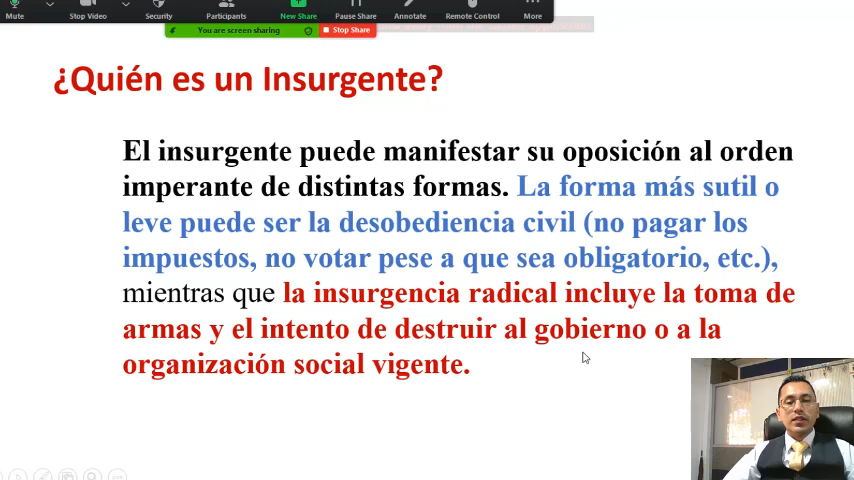 Mute
Stop Video
Security
Participants
New Share
Pause Share
Annotate
Remote Control
More
You are screen sharing
Stop Share
¿Quién es un Insurgente?
El insurgente puede manifestar su oposición al orden
imperante de distintas formas. La forma más sutil o
leve puede ser la desobediencia civil (no pagar los
impuestos, no votar pese a que sea obligatorio, etc.),
mientras que la insurgencia radical incluye la toma de
armas y el intento de destruir al gobierno o a la
organización social vigente.